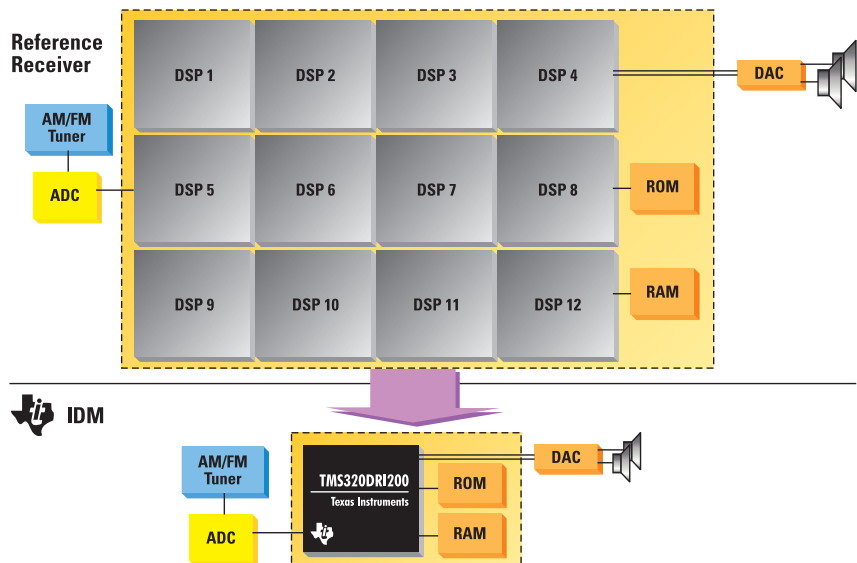 Reference
Receiver
DSP 1
DSP 2
DSP 3
DSP 4
DAC
AM/FM
Tuner
ADC
DSP 5
DSP 6
DSP 7
DSP 8
ROM
DSP 9
DSP 10
DSP 11
DSP 12
RAM
IDM
AM/FM
Tuner
ADC
TMS320DRI200
Texas Instruments
ROM
RAM
DAC